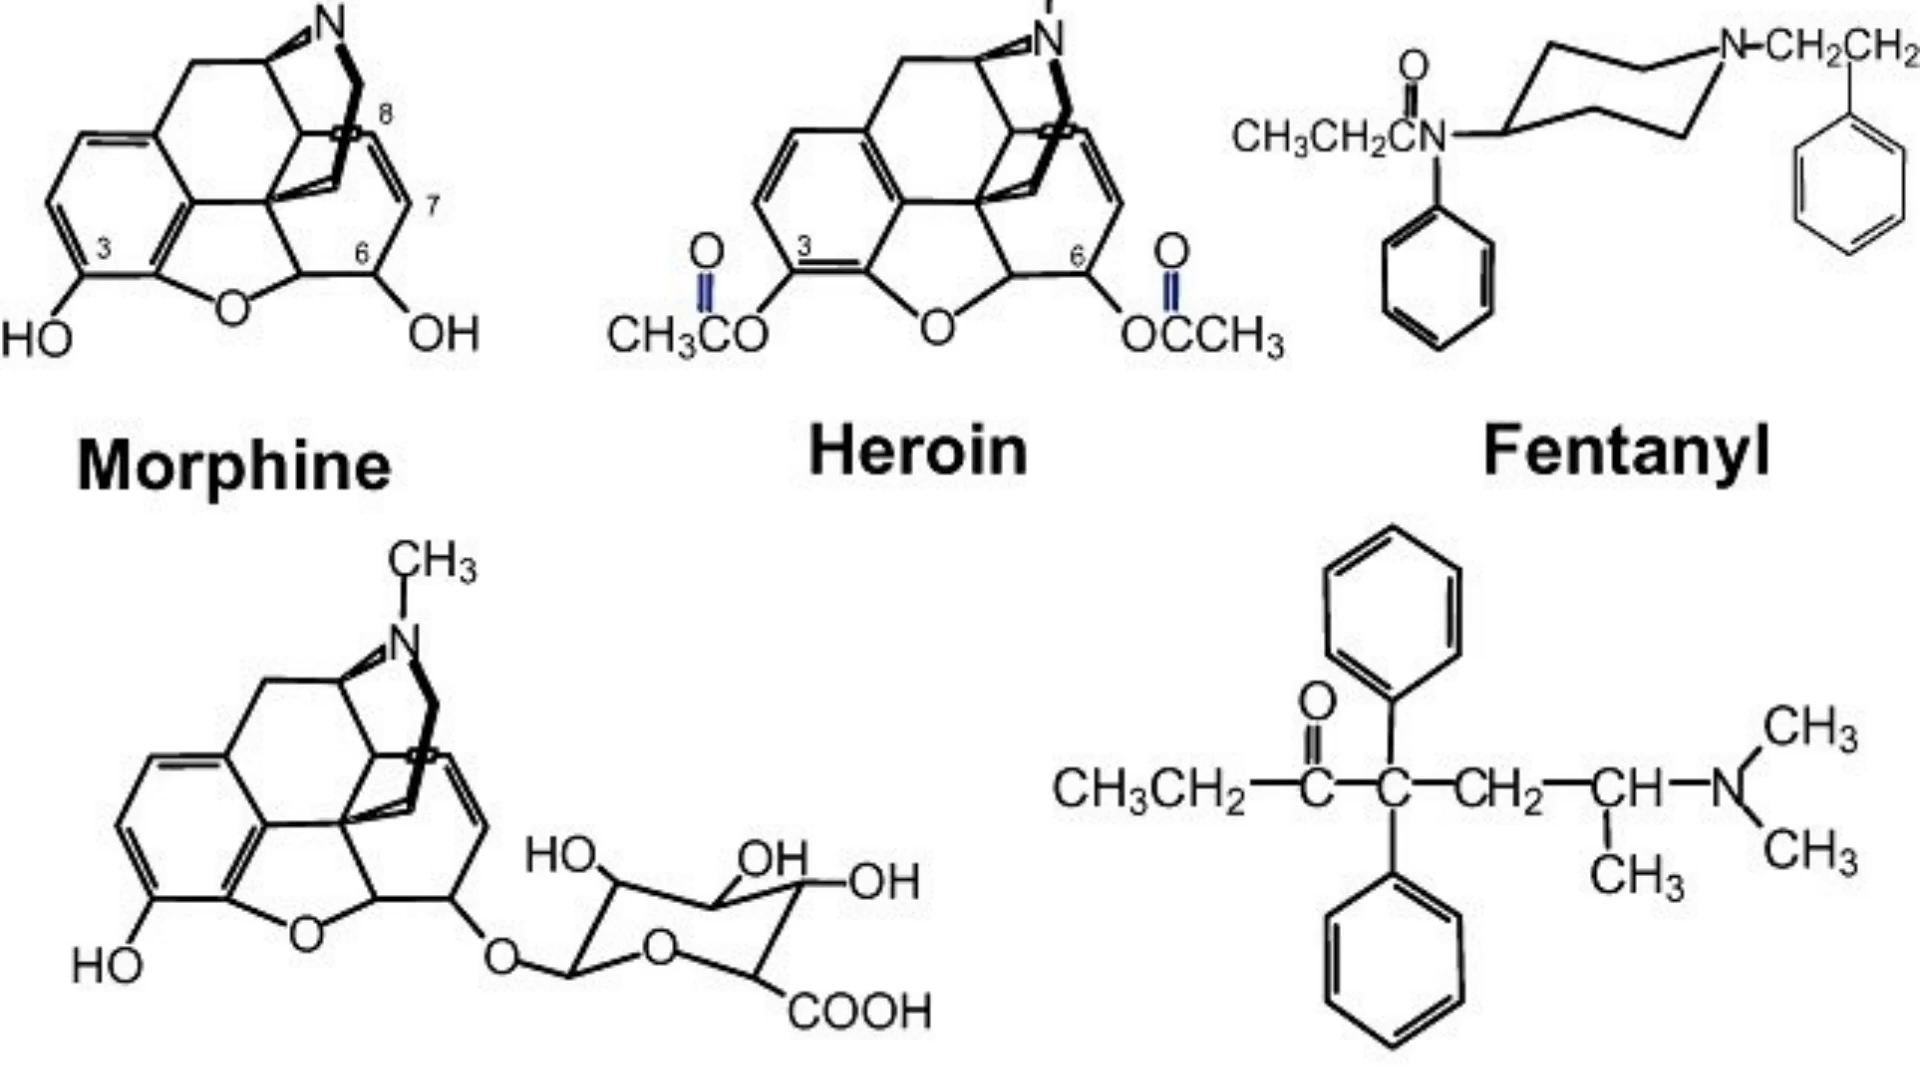 N
8
7
3
6
O
HO
OH
Morphine
N
O
3
6
O
CH3CO
O
OCCH3
Heroin
N-CH2CH2
O
CH3CH2CN
Fentanyl
CH3
N
HO
O
O
HO
OH
OH
O
COOH
O
CH3CH2
C
C
CH2
CH
N
CH3
CH3
CH3